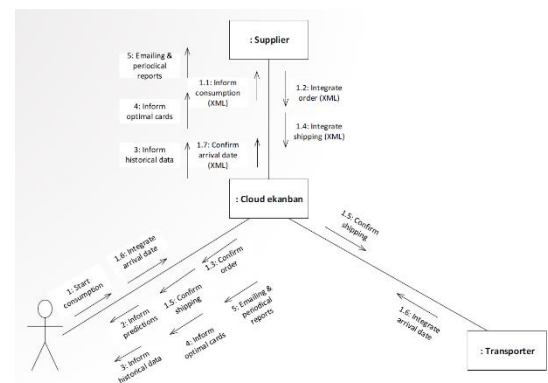 : Supplier
5: Emailing &
periodical
reports
1.1: Inform
consumption
(XML)
1.2: Integrate
order (XML)
4: Inform
optimal cards
1.4: Integrate
shipping (XML)
3: Inform
historical data
1.7: Confirm
arrival date
(XML)
: Cloud ekanban
1.5: Confirm
shipping
1.6: Integrate
arrival date
1: Start
consumption
1.3: Confirm
order
1.5: Confirm
shipping
2: Inform
predictions
5: Emailing &
periodical
reports
4: Inform
optimal cards
3: Inform
historical data
1.6: Integrate
arrival date
: Transporter